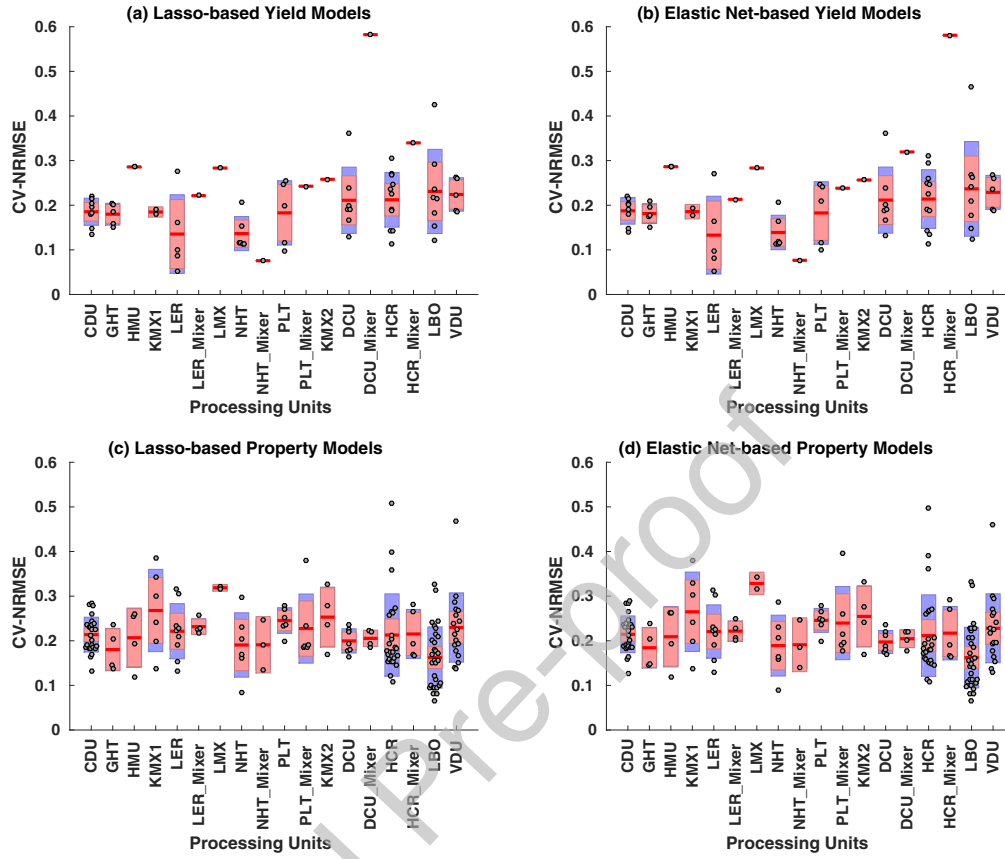 (a) Lasso-based Yield Models
CV-NRMSE
0.6
0.5
0.4
0.3
0.2
0.1
0
CDU
GHT
HMU
KMX1
LER
LER_Mixer
LMX
NHT
NHT_Mixer
PLT
PLT_Mixer
KMX2
DCU
DCU_Mixer
HCR
HCR_Mixer
LBO
VDU
Processing Units
(b) Elastic Net-based Yield Models
CV-NRMSE
0.6
0.5
0.4
0.3
0.2
0.1
0
CDU
GHT
HMU
KMX1
LER
LER_Mixer
LMX
NHT
NHT_Mixer
PLT
PLT_Mixer
KMX2
DCU
DCU_Mixer
HCR
HCR_Mixer
LBO
VDU
Processing Units
(c) Lasso-based Property Models
CV-NRMSE
0.6
0.5
0.4
0.3
0.2
0.1
0
CDU
GHT
HMU
KMX1
LER
LER_Mixer
LMX
NHT
NHT_Mixer
PLT
PLT_Mixer
KMX2
DCU
DCU_Mixer
HCR
HCR_Mixer
LBO
VDU
Processing Units
(d) Elastic Net-based Property Models
CV-NRMSE
0.6
0.5
0.4
0.3
0.2
0.1
0
CDU
GHT
HMU
KMX1
LER
LER_Mixer
LMX
NHT
NHT_Mixer
PLT
PLT_Mixer
KMX2
DCU
DCU_Mixer
HCR
HCR_Mixer
LBO
VDU
Processing Units
Pre-proof